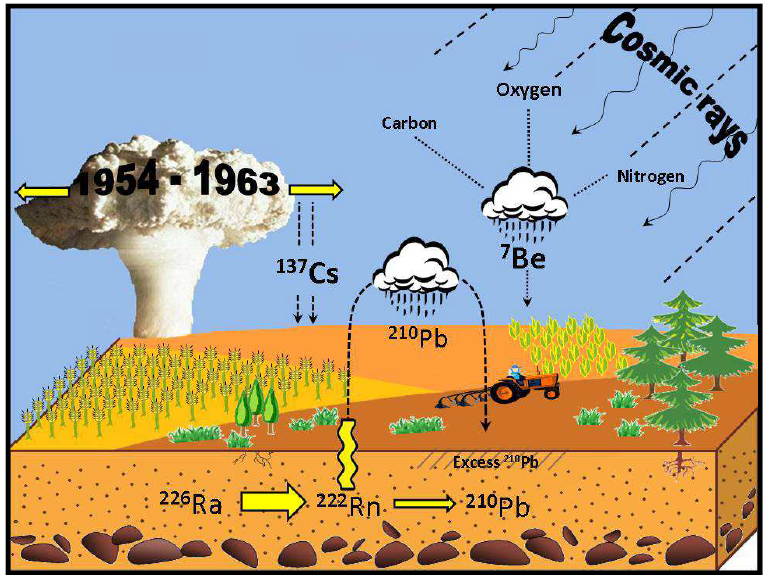 Cosmic rays
Oxygen
Carbon
Nitrogen
1954 - 1963
⁷Be
¹³⁷Cs
²¹⁰Pb
Excess ²¹⁰Pb
²²⁶Ra
²²²Rn
²¹⁰Pb